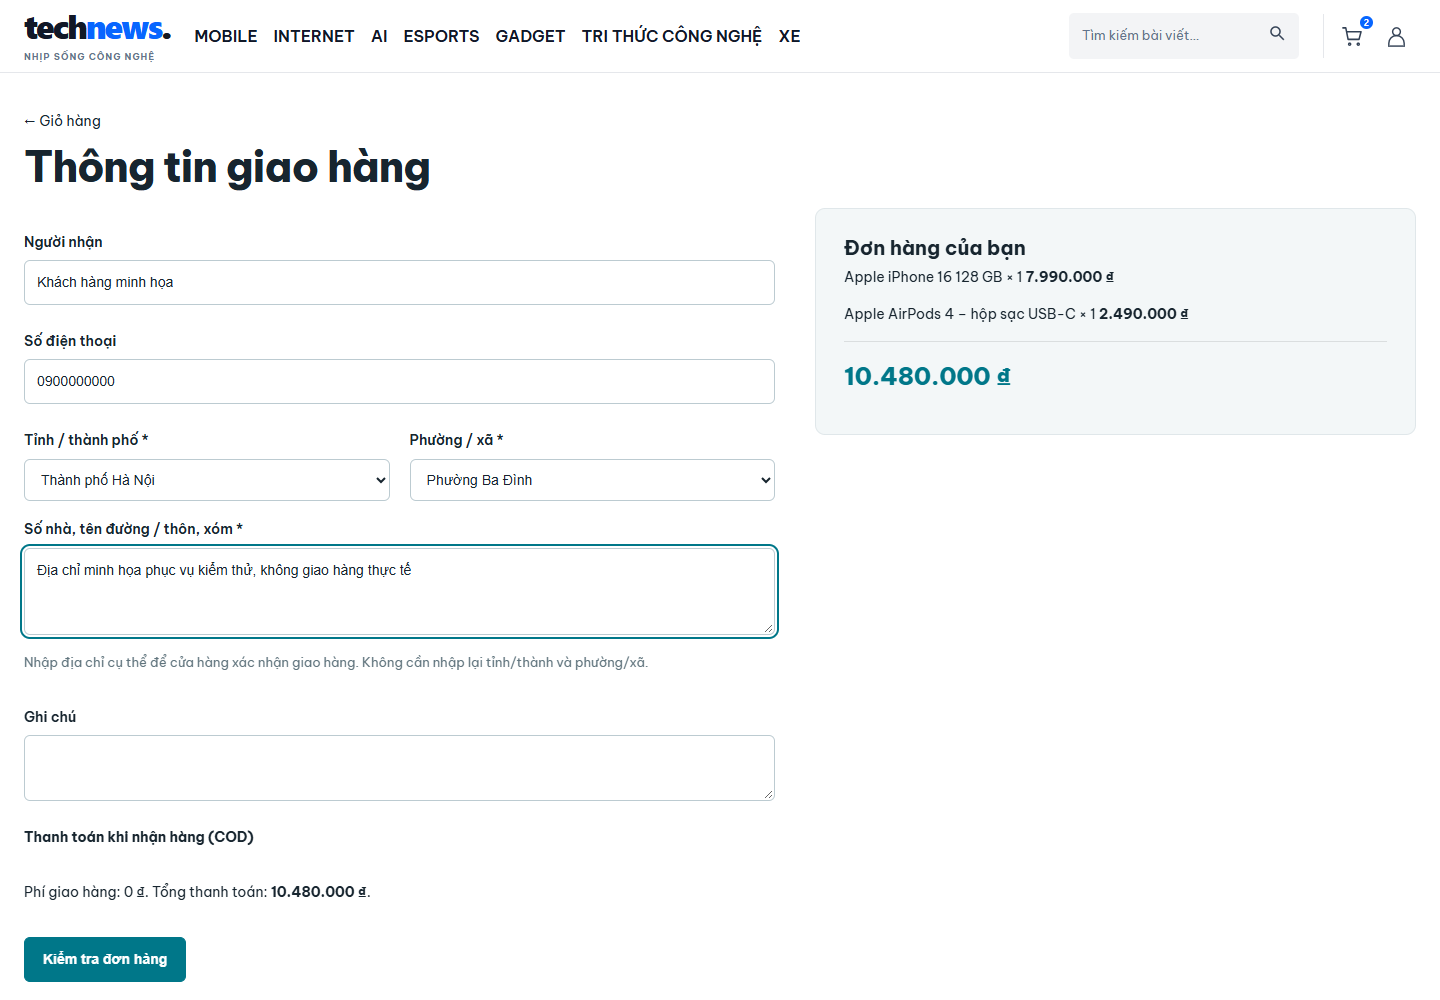 technews.
NHỊP SỐNG CÔNG NGHỆ
MOBILE INTERNET AI ESPORTS GADGET TRI THỨC CÔNG NGHỆ XE
Tìm kiếm bài viết...
2
← Giỏ hàng
Thông tin giao hàng
Người nhận
Khách hàng minh họa
Số điện thoại
0900000000
Tỉnh / thành phố * Phường / xã *
Thành phố Hà Nội Phường Ba Đình
Số nhà, tên đường / thôn, xóm *
Địa chỉ minh họa phục vụ kiểm thử, không giao hàng thực tế
Nhập địa chỉ cụ thể để cửa hàng xác nhận giao hàng. Không cần nhập lại tỉnh/thành và phường/xã.
Ghi chú
Thanh toán khi nhận hàng (COD)
Phí giao hàng: 0 ₫. Tổng thanh toán: 10.480.000 ₫.
Kiểm tra đơn hàng
Đơn hàng của bạn
Apple iPhone 16 128 GB × 1 7.990.000 ₫
Apple AirPods 4 – hộp sạc USB-C × 1 2.490.000 ₫
10.480.000 ₫